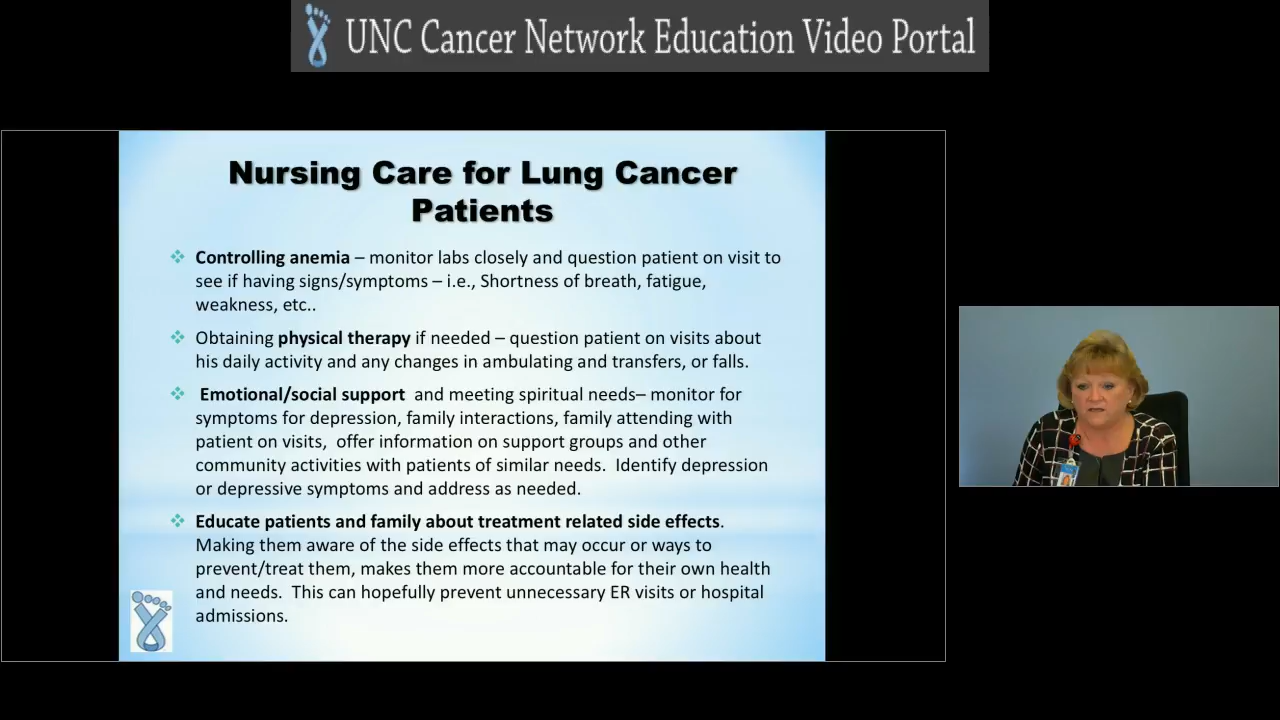 UNC Cancer Network Education Video Portal
Nursing Care for Lung Cancer
Patients
Controlling anemia – monitor labs closely and question patient on visit to
see if having signs/symptoms – i.e., Shortness of breath, fatigue,
weakness, etc..
Obtaining physical therapy if needed – question patient on visits about
his daily activity and any changes in ambulating and transfers, or falls.
Emotional/social support and meeting spiritual needs– monitor for
symptoms for depression, family interactions, family attending with
patient on visits, offer information on support groups and other
community activities with patients of similar needs. Identify depression
or depressive symptoms and address as needed.
Educate patients and family about treatment related side effects.
Making them aware of the side effects that may occur or ways to
prevent/treat them, makes them more accountable for their own health
and needs. This can hopefully prevent unnecessary ER visits or hospital
admissions.